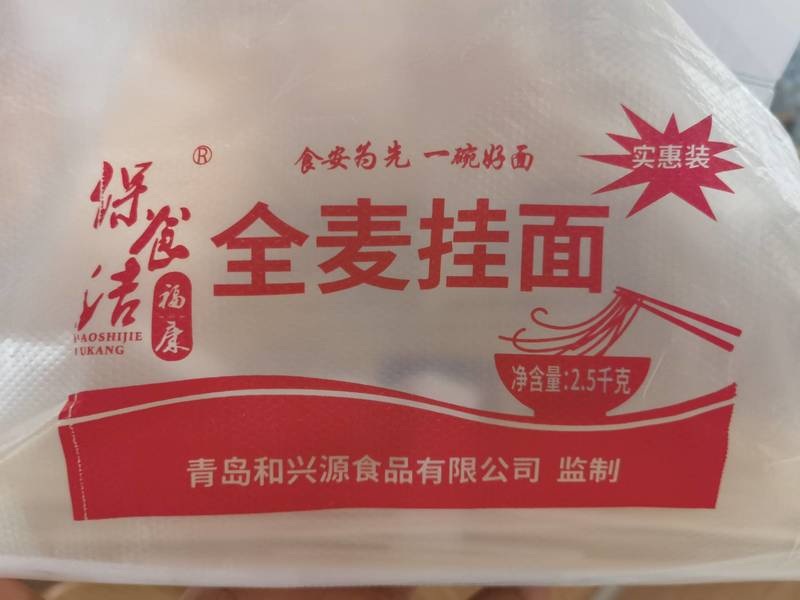 保食洁
®
福康
BAOSHIJIE
FUKANG
食安为先 一碗好面
实惠装
全麦挂面
净含量:2.5千克
青岛和兴源食品有限公司 监制